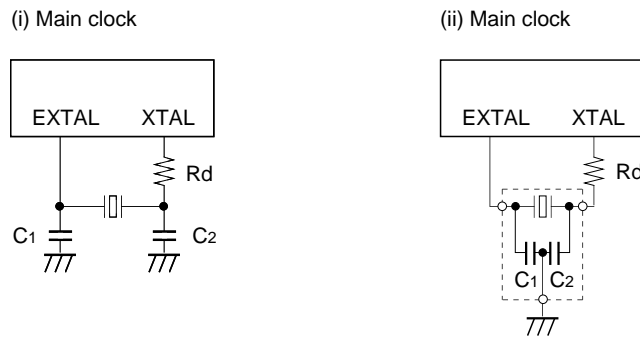 (i) Main clock
EXTAL XTAL
Rd
C1 C2
(ii) Main clock
EXTAL XTAL
Rd
C1 C2